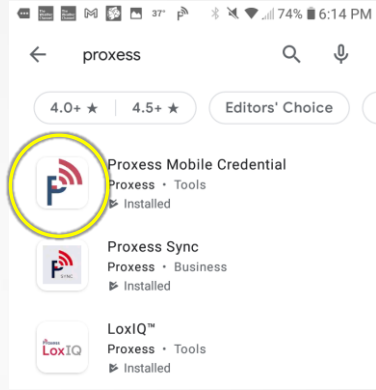 37° 74% 6:14 PM
proxess
4.0+ ★ 4.5+ ★ Editors' Choice
Proxess Mobile Credential
Proxess • Tools
Installed
Proxess Sync
Proxess • Business
SYNC
Installed
LoxIQ™
Proxess LoxIQ
Proxess • Tools
Installed